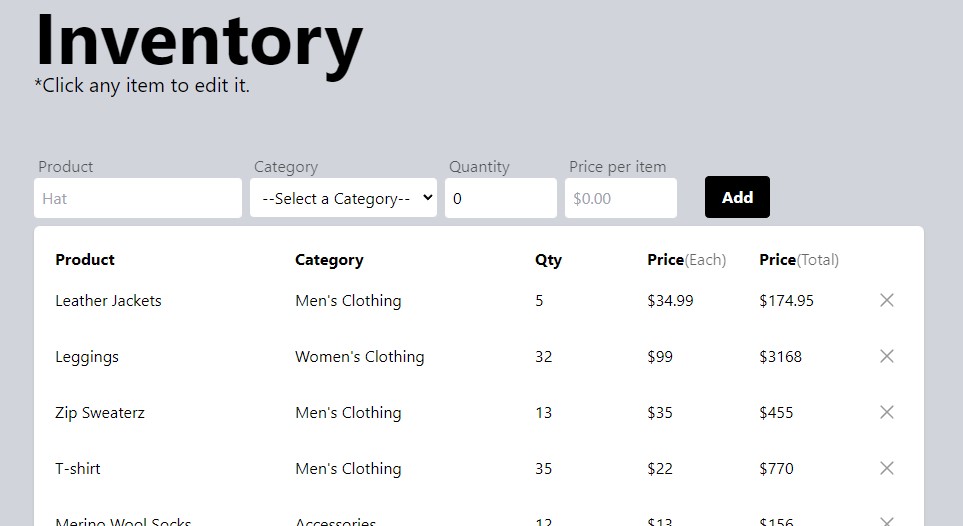 Inventory
*Click any item to edit it.
Product Category Quantity Price per item
Hat --Select a Category-- 0 $0.00 Add
Product Category Qty Price(Each) Price(Total)
Leather Jackets Men's Clothing 5 $34.99 $174.95
Leggings Women's Clothing 32 $99 $3168
Zip Sweaterz Men's Clothing 13 $35 $455
T-shirt Men's Clothing 35 $22 $770
Merino Wool Socks Accessories 12 $13 $156